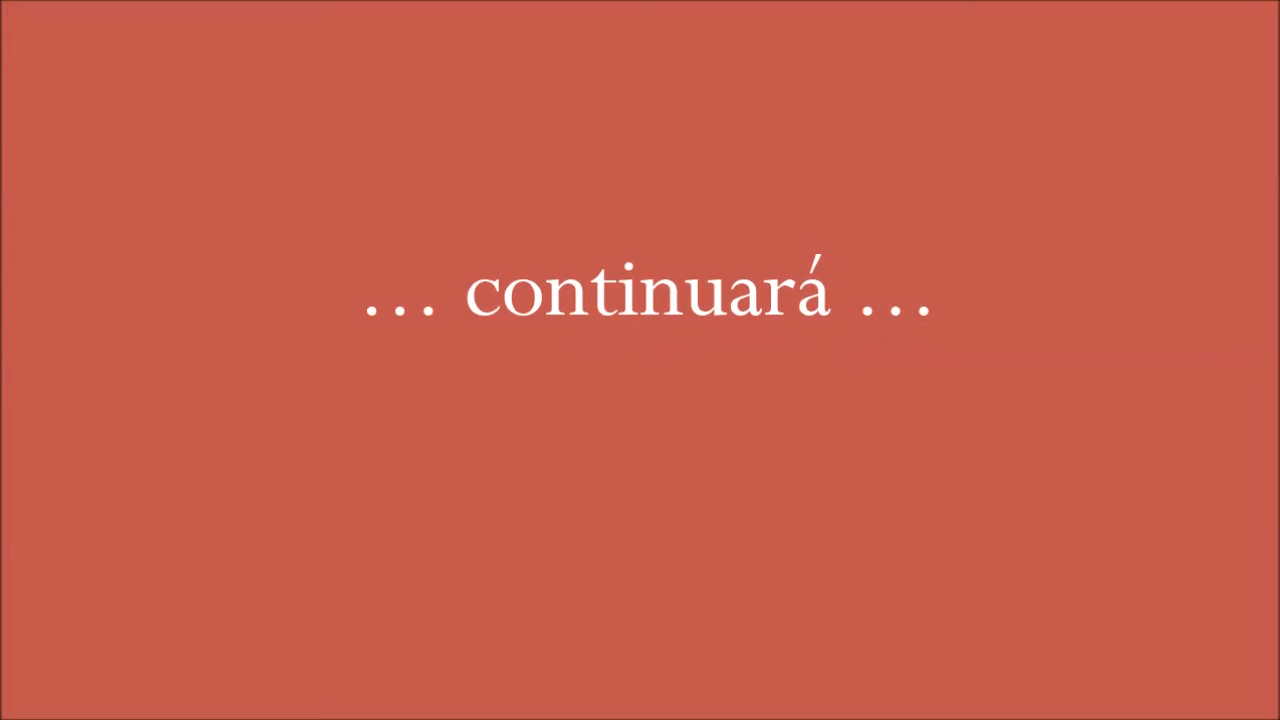 … continuará …